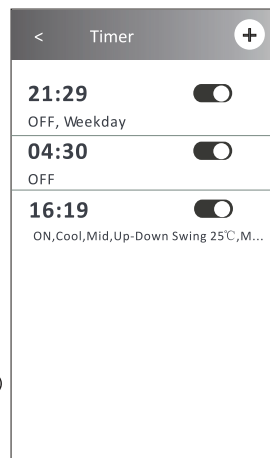 < Timer +
21:29
OFF, Weekday
04:30
OFF
16:19
ON,Cool,Mid,Up-Down Swing 25℃,M...
)